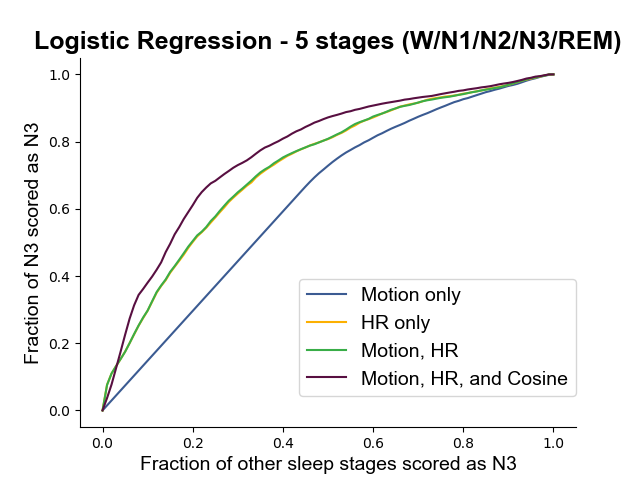 Logistic Regression - 5 stages (W/N1/N2/N3/REM)
Fraction of N3 scored as N3
1.0
0.8
0.6
0.4
0.2
0.0
Motion only
HR only
Motion, HR
Motion, HR, and Cosine
0.0 0.2 0.4 0.6 0.8 1.0
Fraction of other sleep stages scored as N3